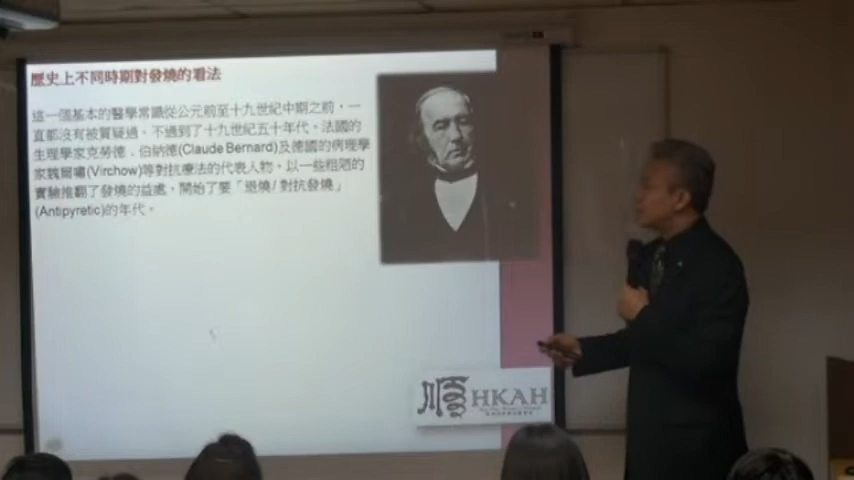 歷史上不同時期對發燒的看法
這一個基本的醫學常識從公元前至十九世紀中期之前，一
直都沒有被質疑過。不過到了十九世紀五十年代，法國的
生理學家克勞德．伯納德(Claude Bernard)及德國的病理學
家魏爾嘯(Virchow)等對抗療法的代表人物，以一些粗陋的
實驗推翻了發燒的益處，開始了要「退燒/對抗發燒」
(Antipyretic)的年代。
順 HKAH